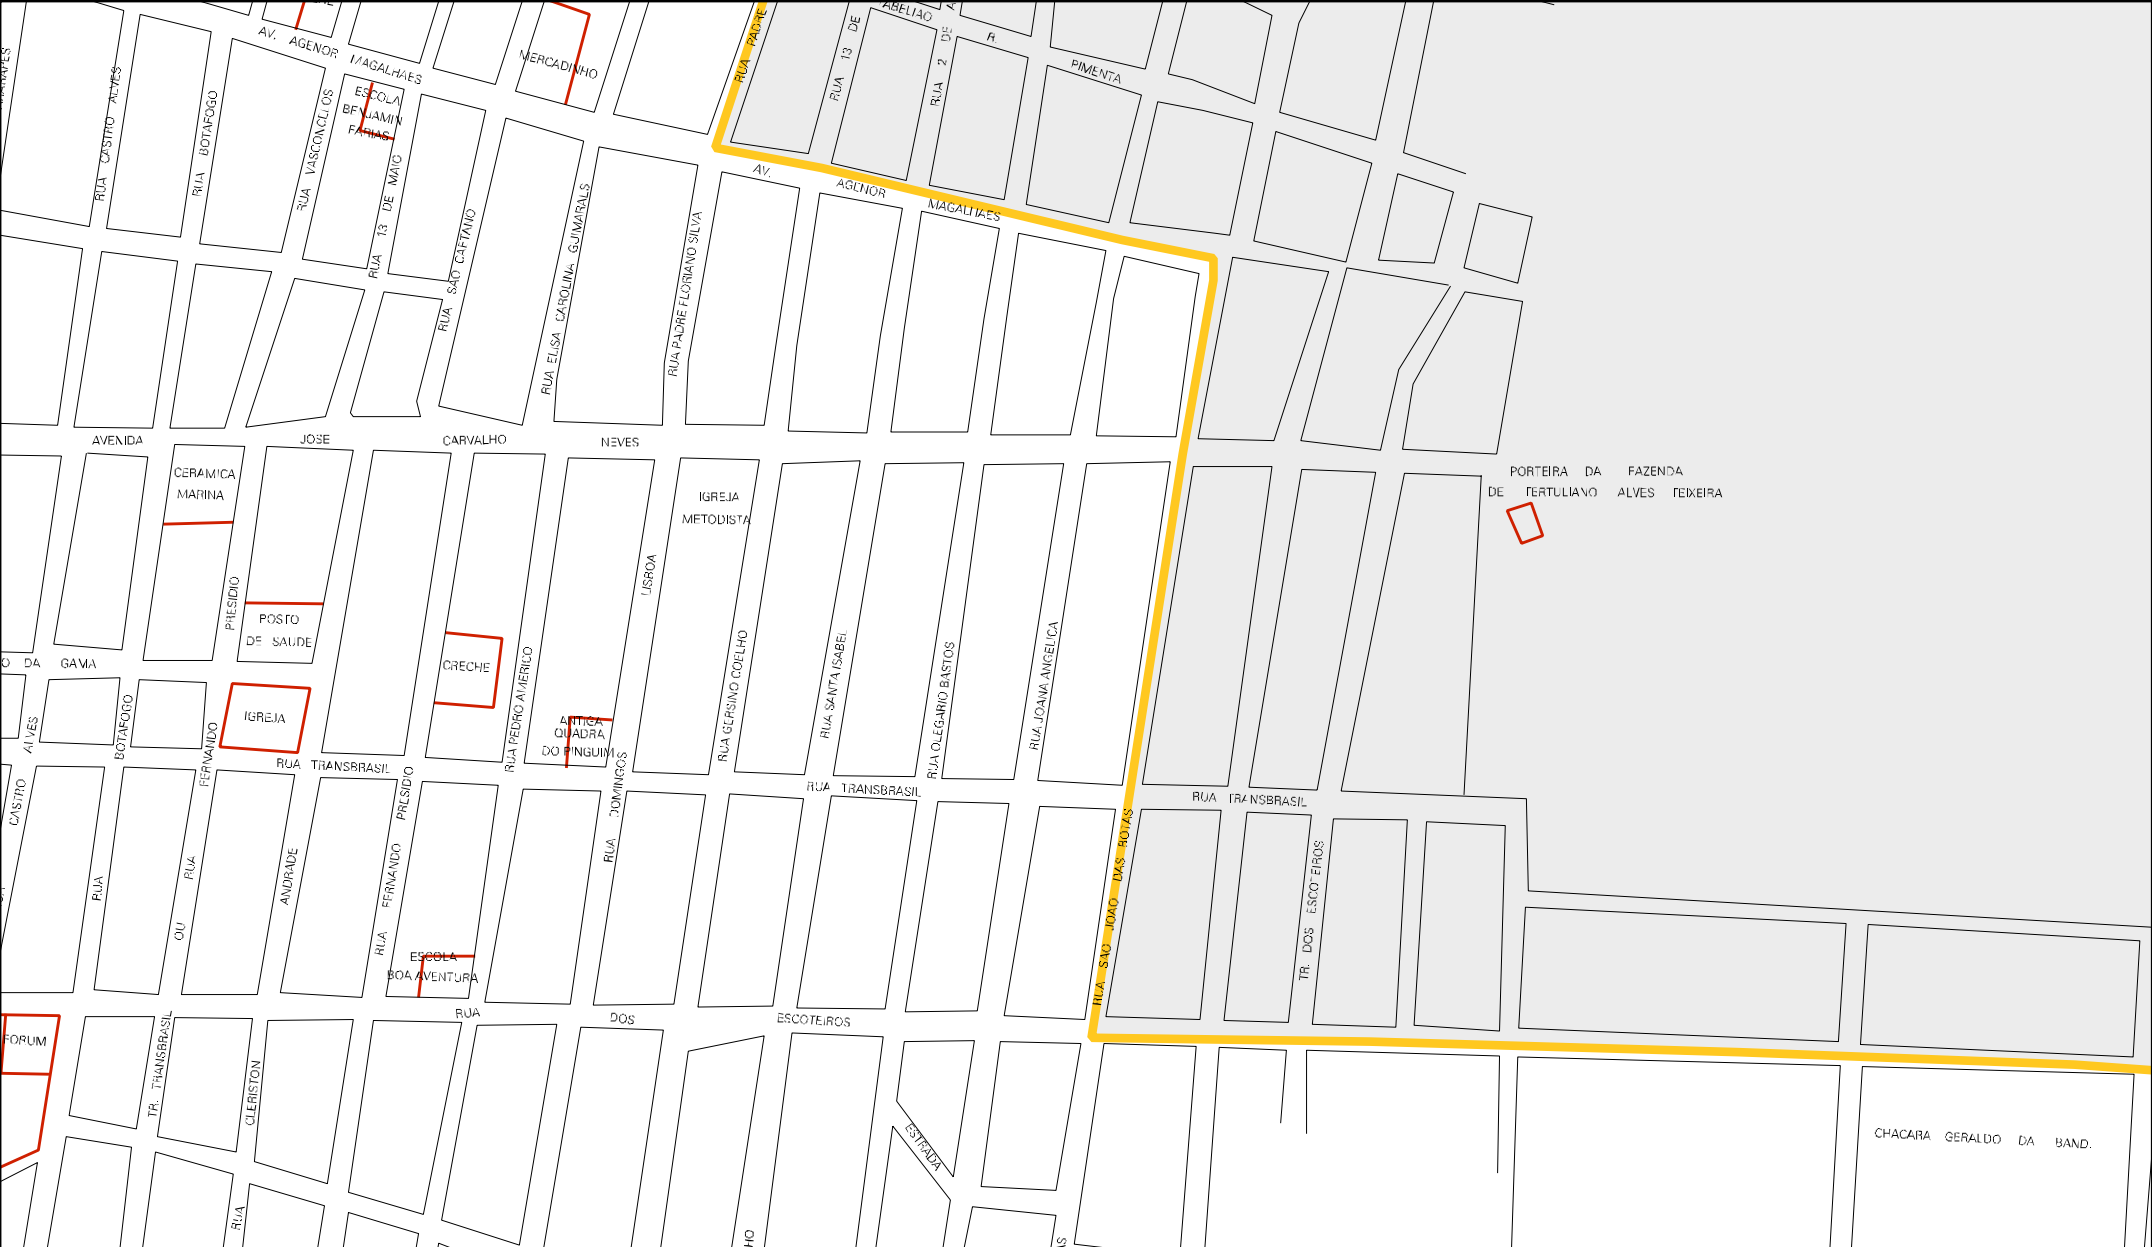 AV. AGENOR MAGALHAES
MERCADINHO
RUA PADRE
RUA 13 DE
RUA 2 DE
R.
PIMENTA
RUA CASTRO ALVES
RUA BOTAFOGO
RUA VASCONCELOS
ESCOLA
BENJAMIN
FARIAS
RUA 13 DE MAIO
RUA SAO CAETANO
RUA ELISA CAROLINA GUIMARAES
RUA PADRE FLORIANO SILVA
AV. AGENOR MAGALHAES
AVENIDA JOSE CARVALHO NEVES
CERAMICA
MARINA
IGREJA
METODISTA
PORTEIRA DA FAZENDA
DE TERTULIANO ALVES TEIXEIRA
PRESIDIO
LISBOA
POSTO
DE SAUDE
DA GAMA
CRECHE
IGREJA
ALVES
BOTAFOGO
FERNANDO
RUA PEDRO AMERICO
ANTIGA
QUADRA
DO PINGUIM
RUA GERSINO COELHO
RUA SANTA ISABEL
RUA OLEGARIO BASTOS
RUA JOANA ANGELICA
RUA TRANSBRASIL
RUA TRANSBRASIL
RUA TRANSBRASIL
CASTRO
RUA
OU RUA
ANDRADE
RUA FERNANDO PRESIDIO
RUA DOMINGOS
RUA SAO JOAO DAS BOTAS
TR. DOS ESCOTEIROS
ESCOLA
BOA AVENTURA
RUA DOS ESCOTEIROS
FORUM
TR. TRANSBRASIL
CLERISTON
ESTRADA
CHACARA GERALDO DA BAND.
RUA